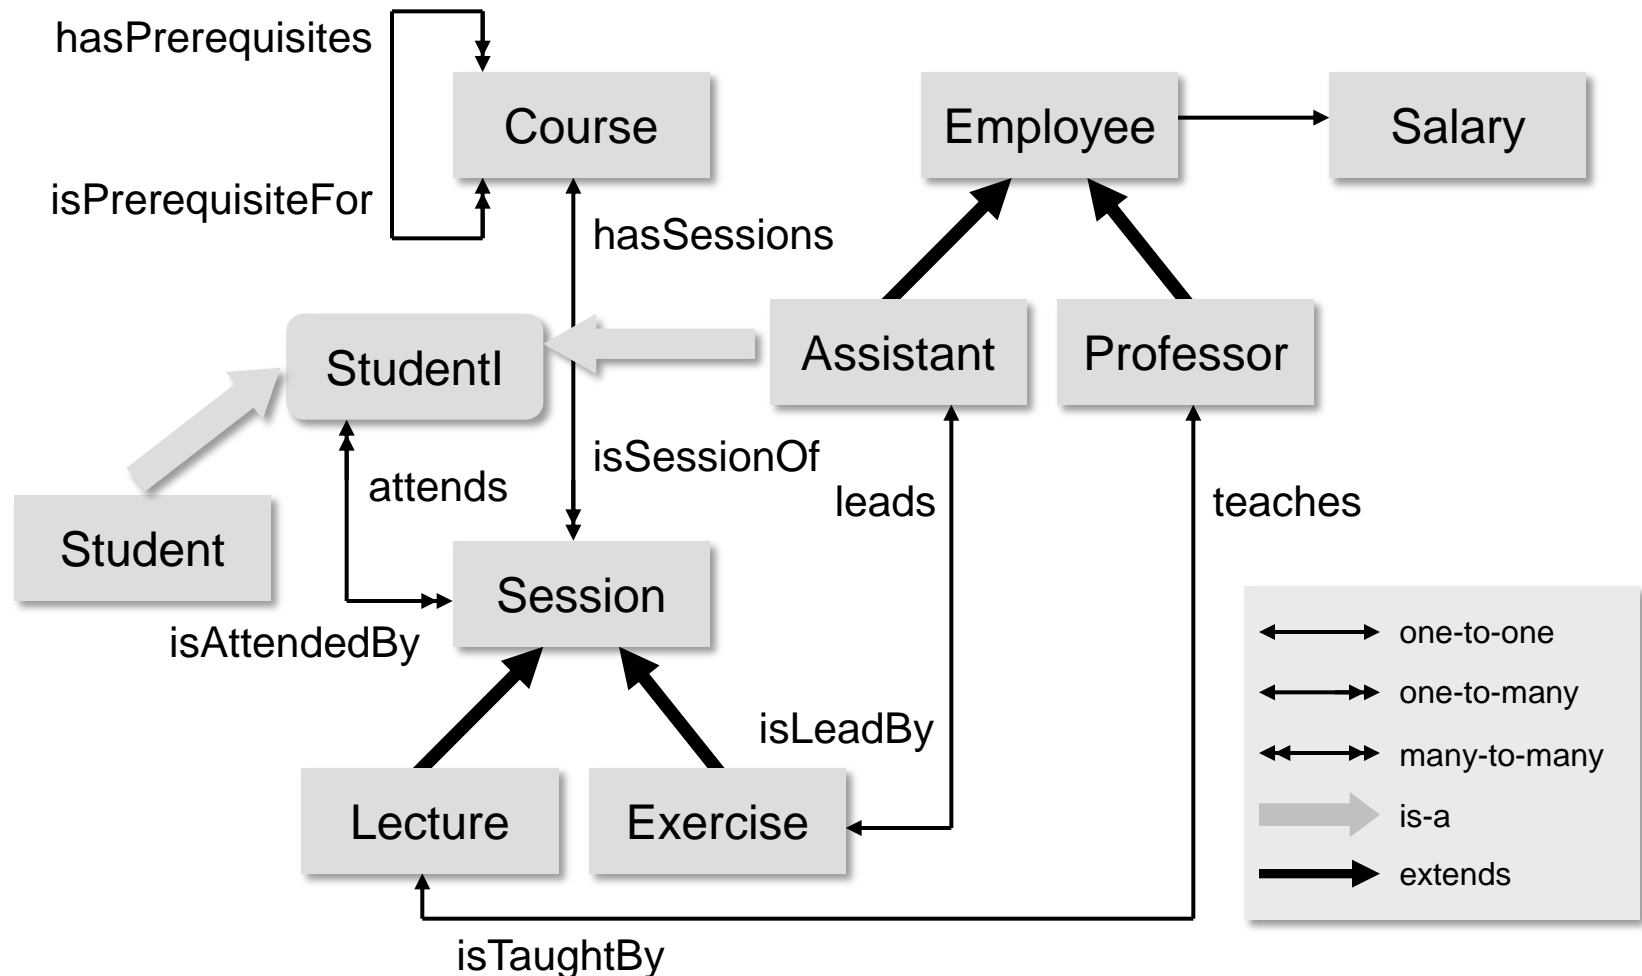 hasPrerequisites
Course
Employee
Salary
isPrerequisiteFor
hasSessions
StudentI
Assistant
Professor
attends
isSessionOf
leads
teaches
Student
Session
isAttendedBy
isLeadBy
Lecture
Exercise
isTaughtBy
one-to-one
one-to-many
many-to-many
is-a
extends